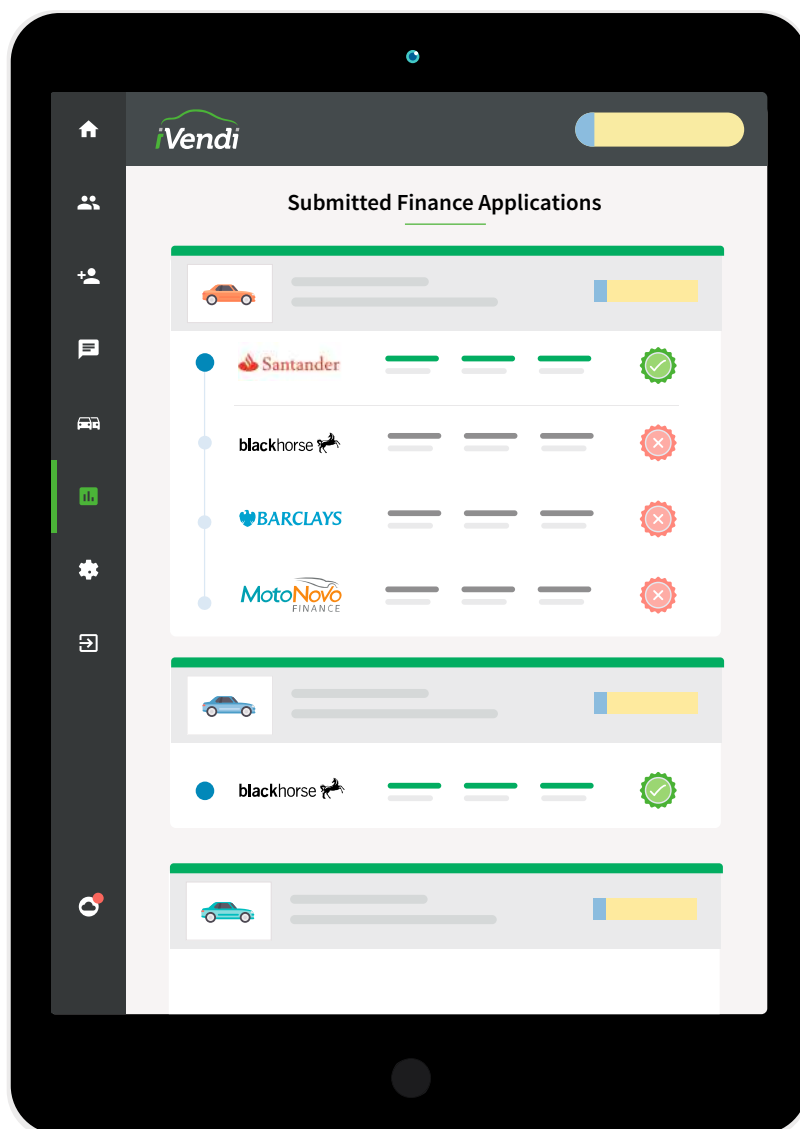 iVendi
Submitted Finance Applications
Santander
blackhorse
BARCLAYS
MotoNovo
FINANCE
blackhorse